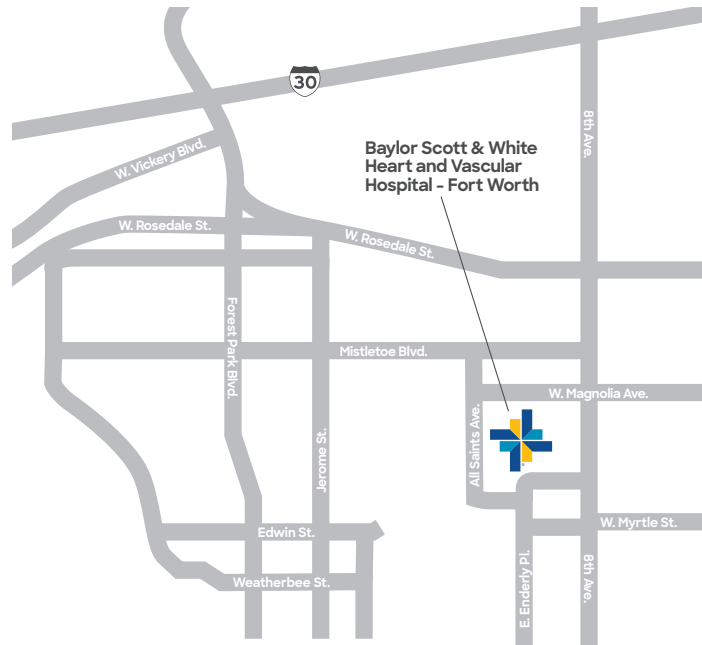 30
8th Ave.
W. Vickery Blvd.
Baylor Scott & White
Heart and Vascular
Hospital - Fort Worth
W. Rosedale St.
W. Rosedale St.
Forest Park Blvd.
Mistletoe Blvd.
W. Magnolia Ave.
All Saints Ave.
Jerome St.
Edwin St.
W. Myrtle St.
Weatherbee St.
E. Enderly Pl.
8th Ave.